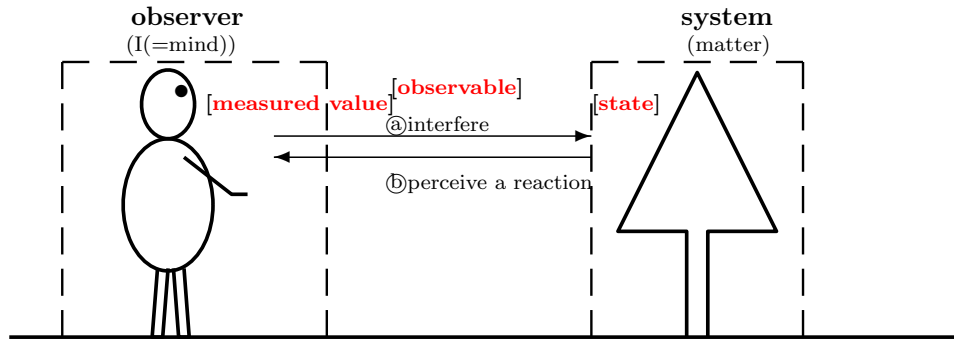 observer
(I(=mind))
system
(matter)
[observable]
[measured value]
[state]
ⓐinterfere
ⓑperceive a reaction